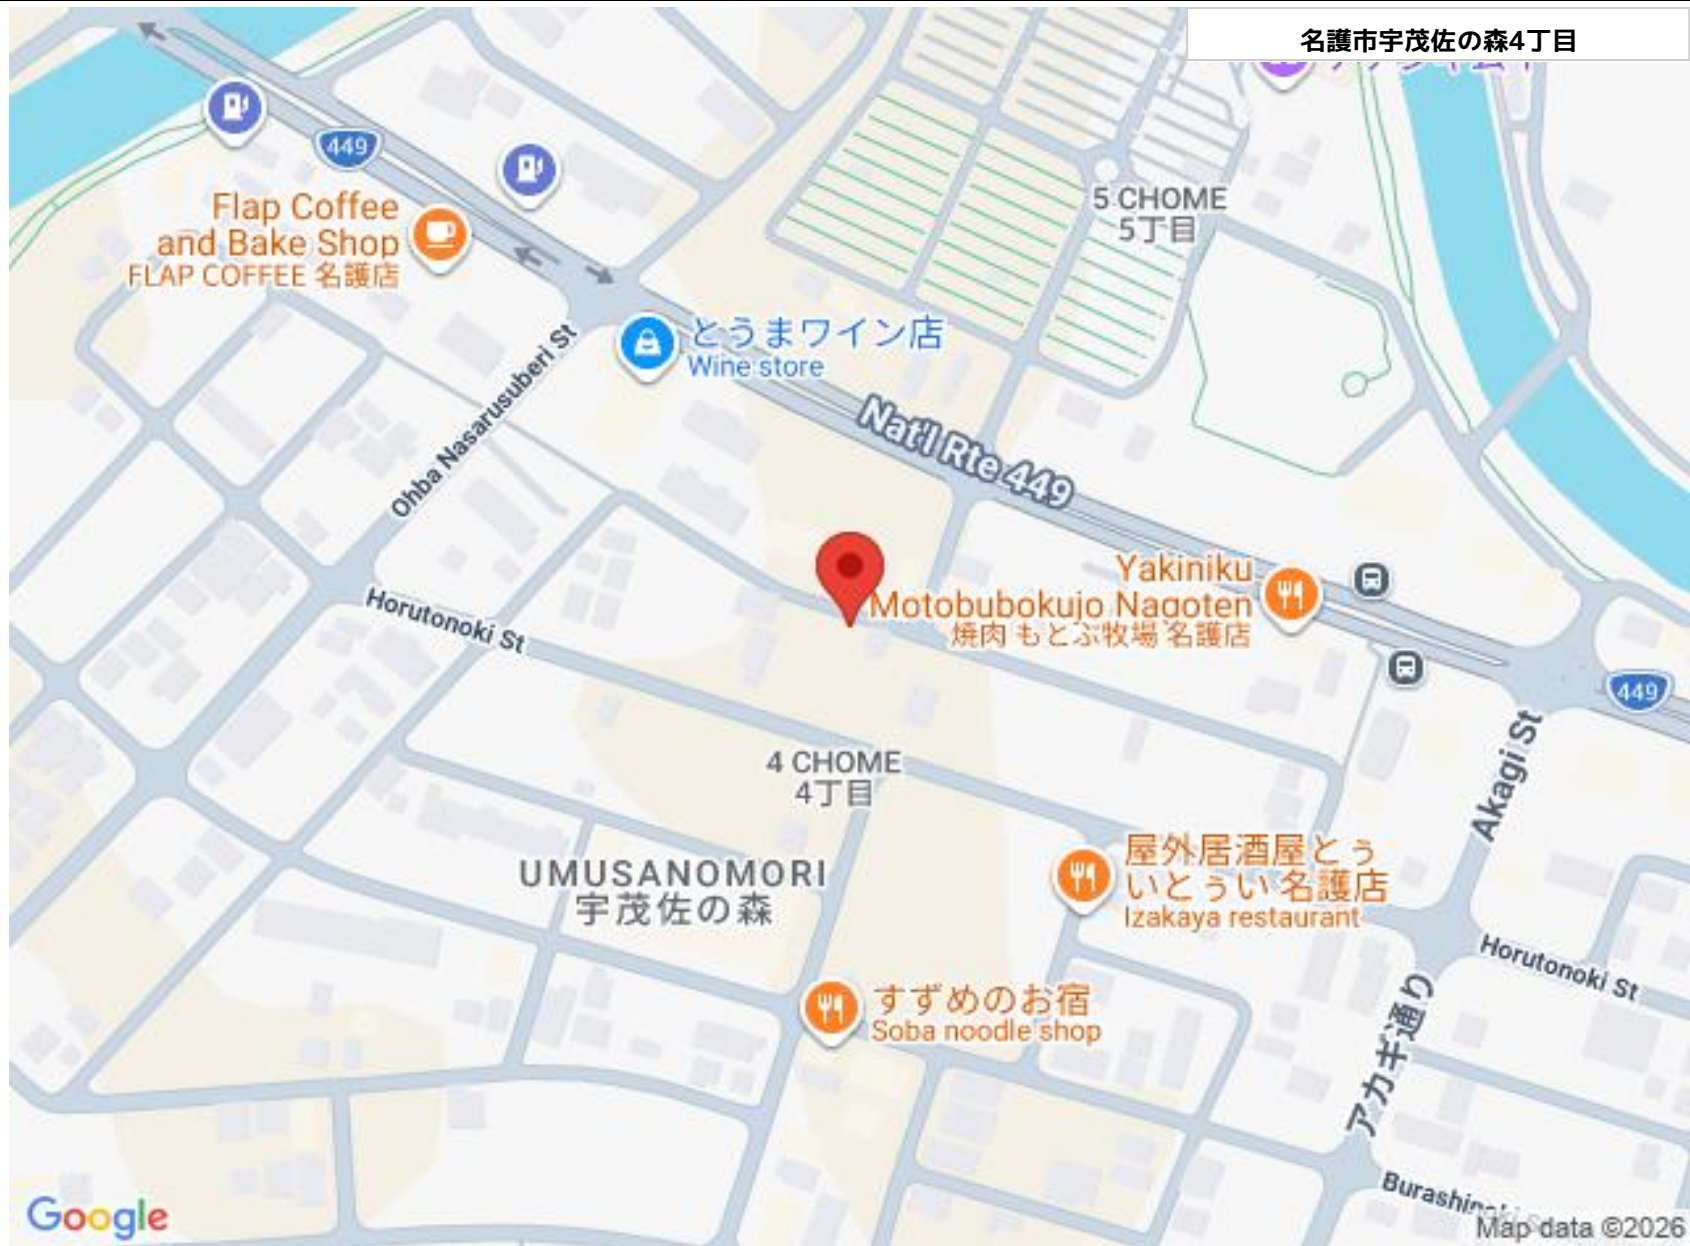 名護市宇茂佐の森4丁目
449
Flap Coffee
and Bake Shop
FLAP COFFEE 名護店
5 CHOME
5丁目
とうまワイン店
Wine store
Ohba Nasarusuberi St
Nat'l Rte 449
Yakiniku
Motobubokujo Nagoten
焼肉 もとぶ牧場 名護店
Horutonoki St
449
Akagi St
4 CHOME
4丁目
屋外居酒屋とぅ
いとぅい 名護店
Izakaya restaurant
UMUSANOMORI
宇茂佐の森
Horutonoki St
すずめのお宿
Soba noodle shop
アカギ通り
Google
Map data ©2026